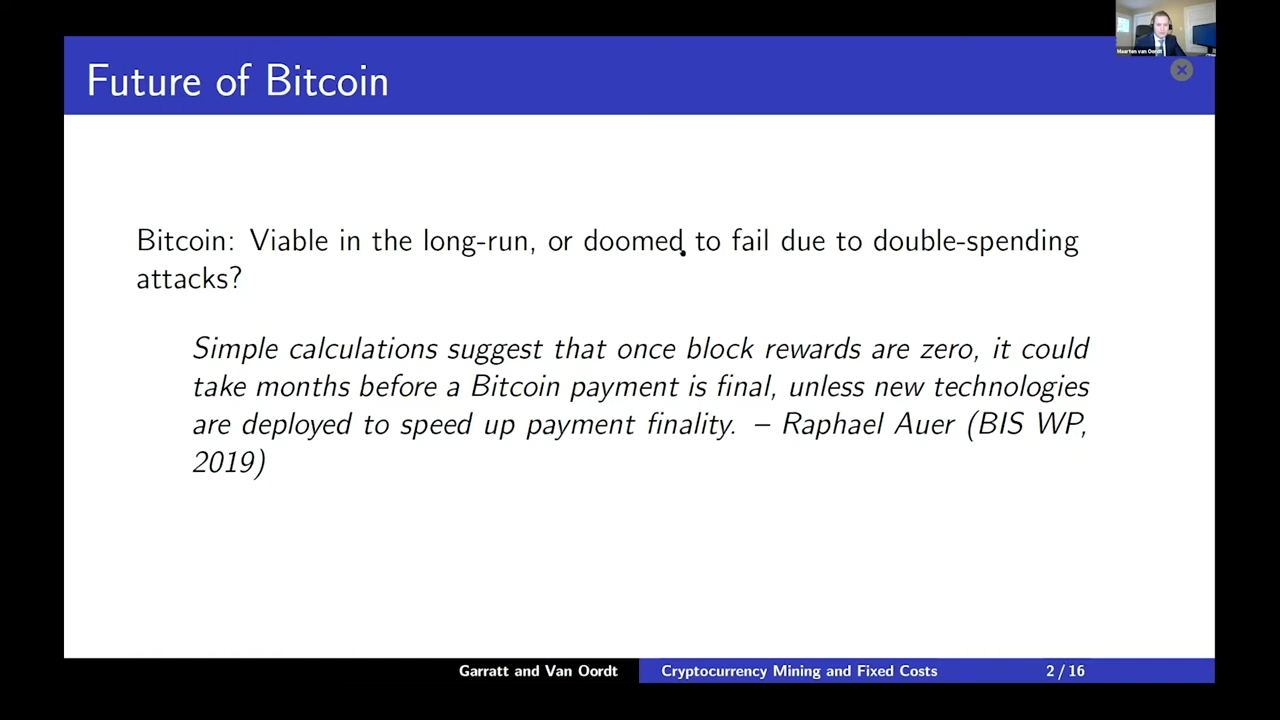 Maarten van Oordt
Future of Bitcoin
Bitcoin: Viable in the long-run, or doomed to fail due to double-spending
attacks?
Simple calculations suggest that once block rewards are zero, it could
take months before a Bitcoin payment is final, unless new technologies
are deployed to speed up payment finality. – Raphael Auer (BIS WP,
2019)
Garratt and Van Oordt
Cryptocurrency Mining and Fixed Costs
2 / 16